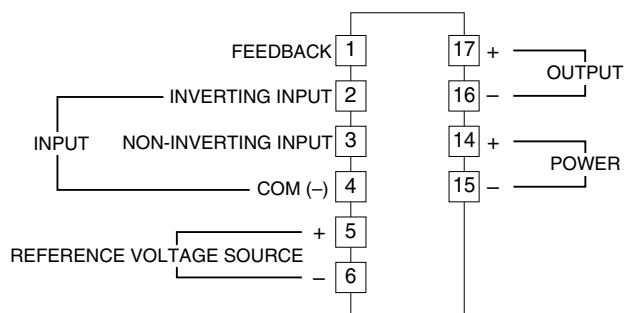 FEEDBACK 1 17 +
OUTPUT
INVERTING INPUT 2 16 –
INPUT
NON-INVERTING INPUT 3 14 +
POWER
COM (–) 4 15 –
+ 5
REFERENCE VOLTAGE SOURCE
– 6